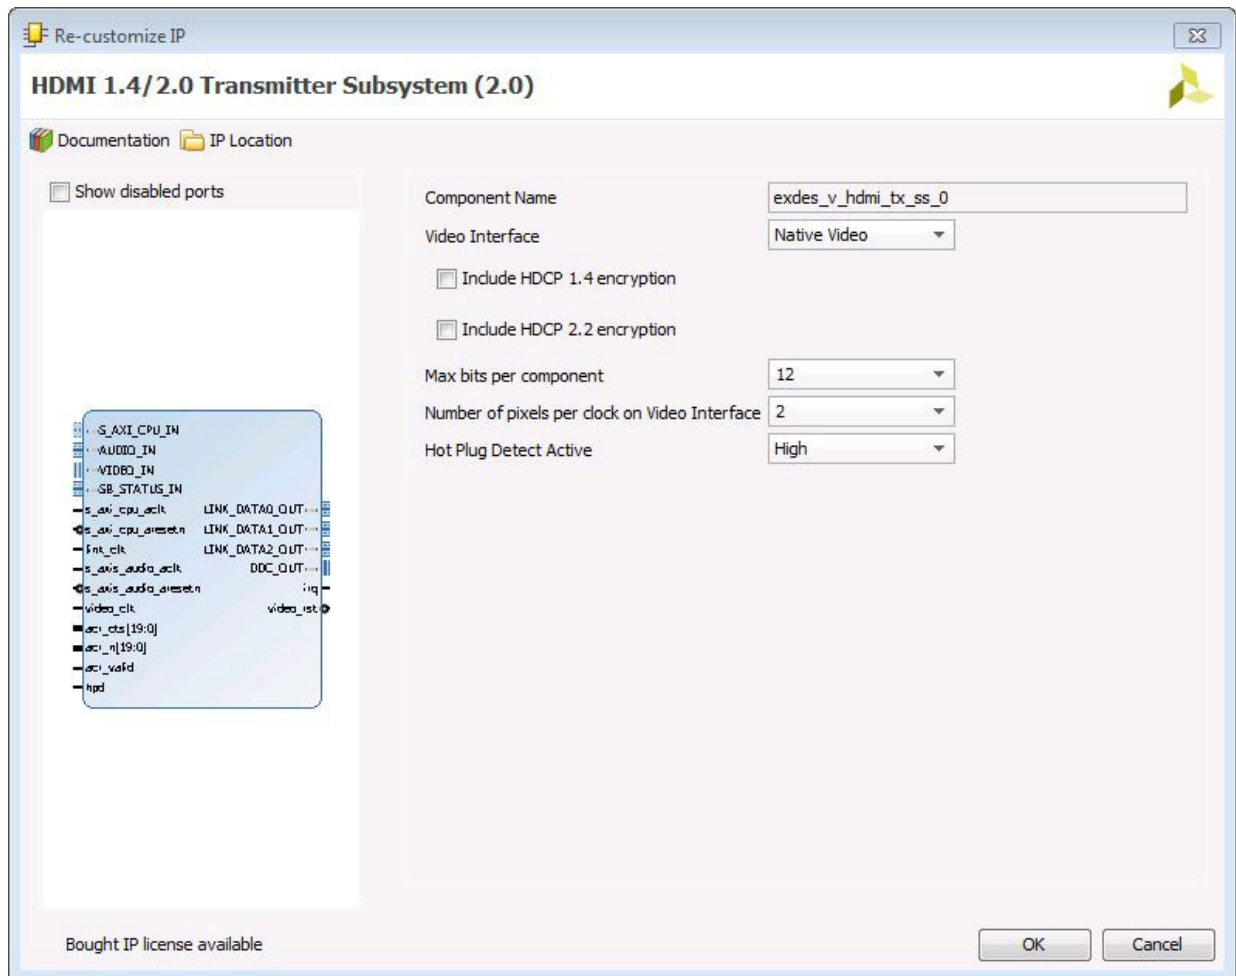 Re-customize IP
HDMI 1.4/2.0 Transmitter Subsystem (2.0)
Documentation IP Location
Show disabled ports
Component Name exdes_v_hdmi_tx_ss_0
Video Interface Native Video
Include HDCP 1.4 encryption
Include HDCP 2.2 encryption
Max bits per component 12
Number of pixels per clock on Video Interface 2
Hot Plug Detect Active High
S_AXI_CPU_IN
AUDIO_IN
VIDEO_IN
SB_STATUS_IN
s_axi_cpu_aclk LINK_DATA0_OUT
s_axi_cpu_aresetn LINK_DATA1_OUT
link_clk LINK_DATA2_OUT
s_axis_audio_aclk DDC_OUT
s_axis_audio_aresetn irq
video_clk video_rst
acr_cts[19:0]
acr_n[19:0]
acr_valid
hpd
Bought IP license available
OK Cancel